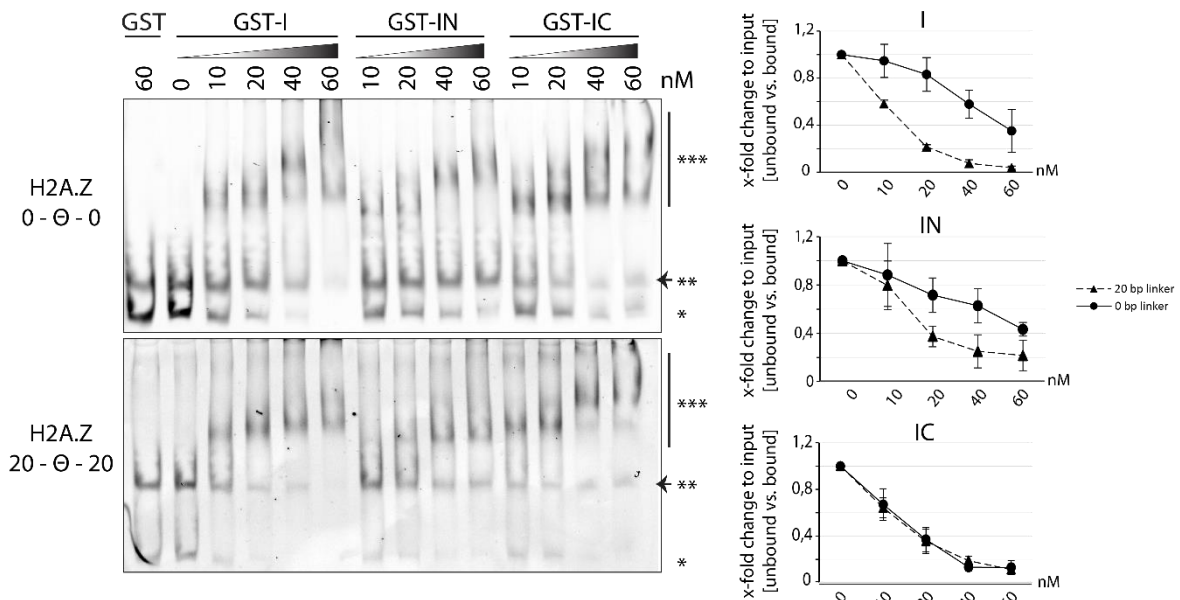 GST GST-I GST-IN GST-IC
60 0 10 20 40 60 10 20 40 60 10 20 40 60 nM
H2A.Z
0 - Θ - 0
***
**
*
H2A.Z
20 - Θ - 20
***
**
*
I
x-fold change to input
[unbound vs. bound]
1,2
0,8
0,4
0
0 10 20 40 60 nM
IN
x-fold change to input
[unbound vs. bound]
1,2
0,8
0,4
0
0 10 20 40 60 nM
20 bp linker
0 bp linker
IC
x-fold change to input
[unbound vs. bound]
1,2
0,8
0,4
0
nM